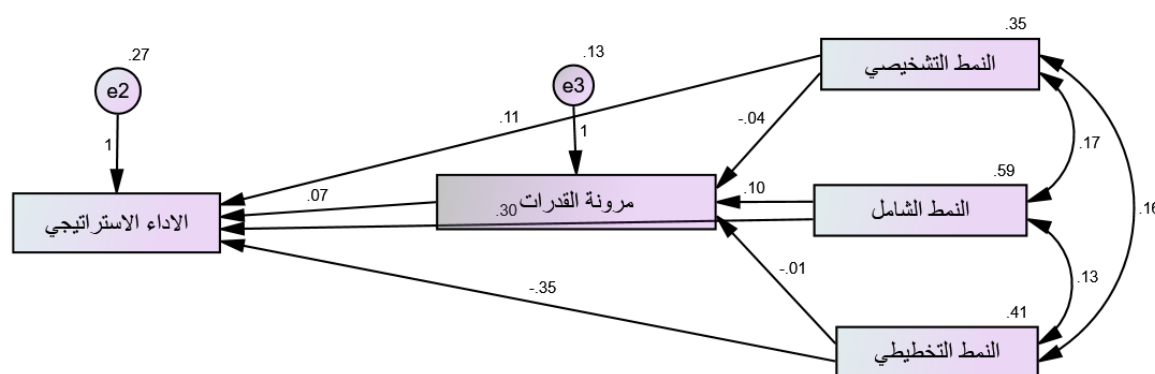 .35
.27
.13
النمط التشخيصي
e2
e3
.11
-.04
1
1
.17
.59
.10
.07
مرونة القدرات
النمط الشامل
.30
.16
الاداء الاستراتيجي
-.01
.13
-.35
.41
النمط التخطيطي